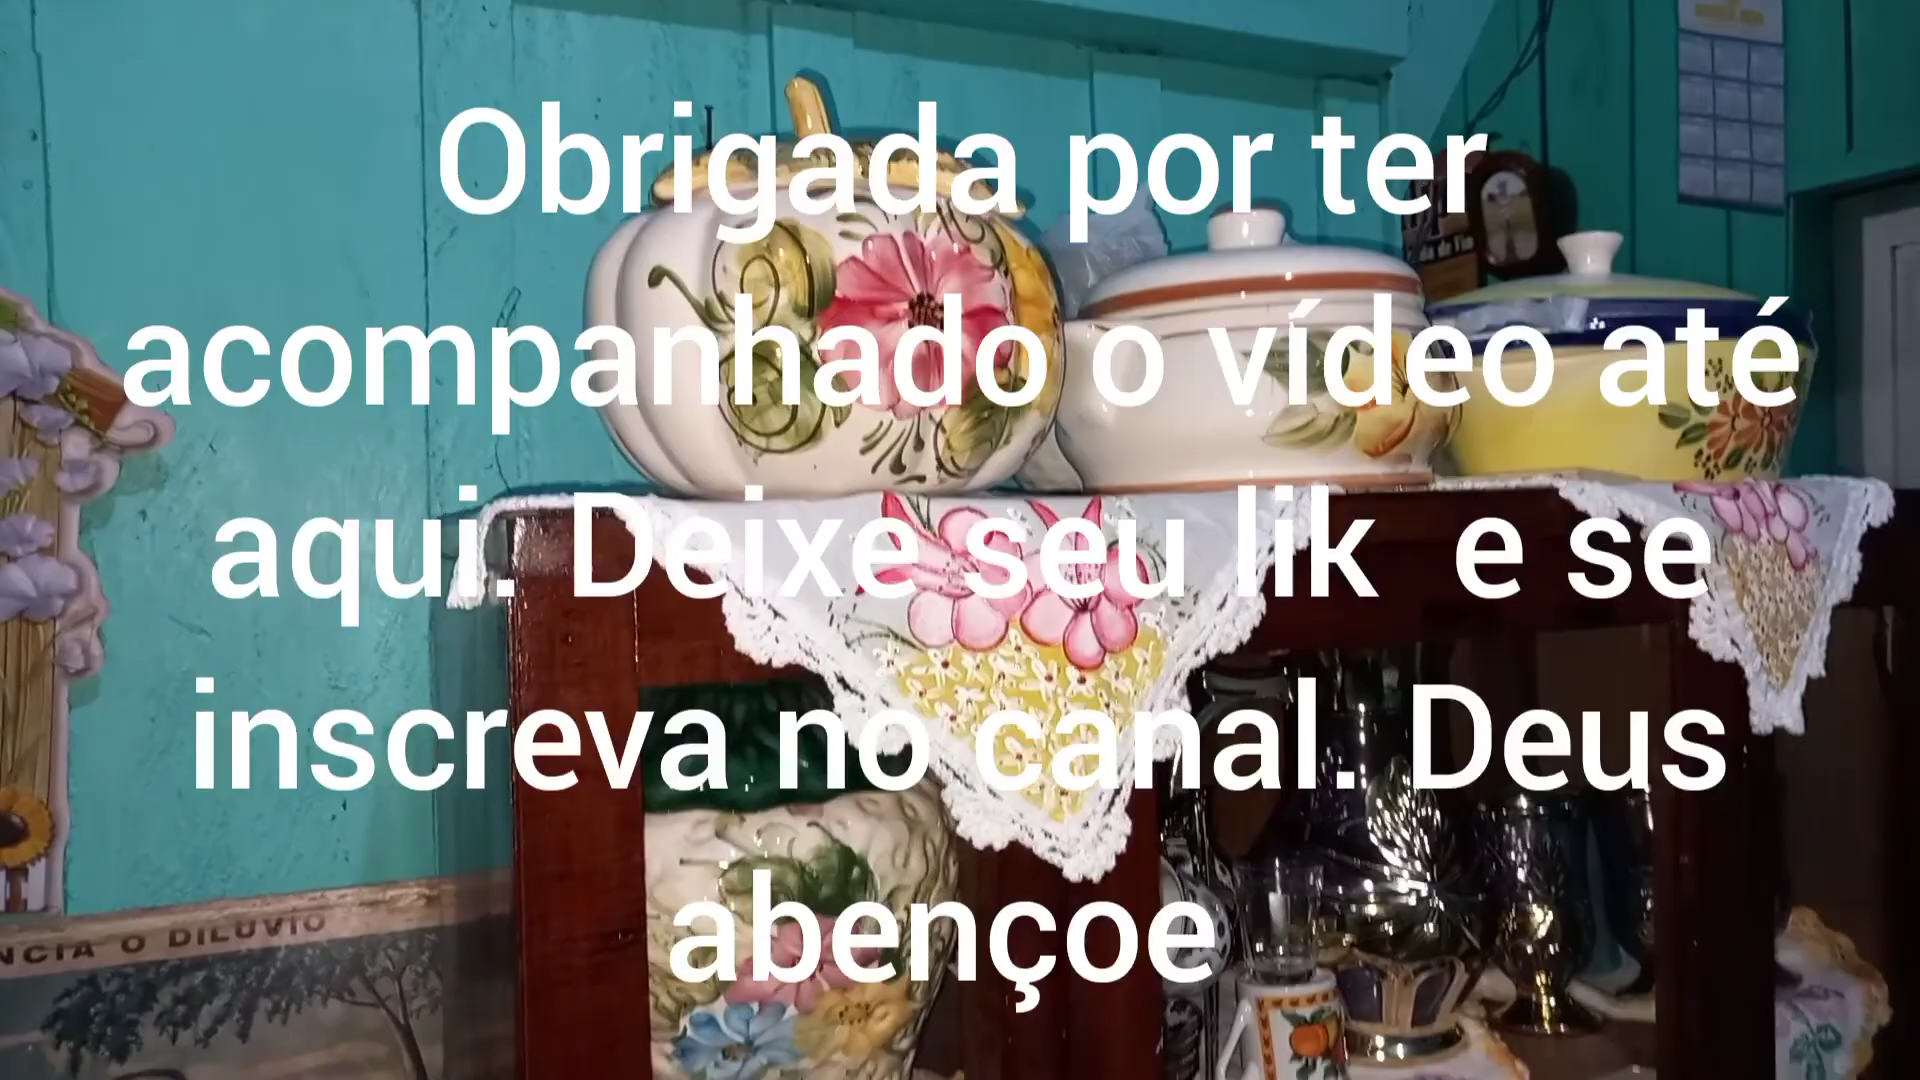 Obrigada por ter
acompanhado o vídeo até
aqui. Deixe seu lik  e se
inscreva no canal. Deus
abençoe
NCIA O DILUVIO